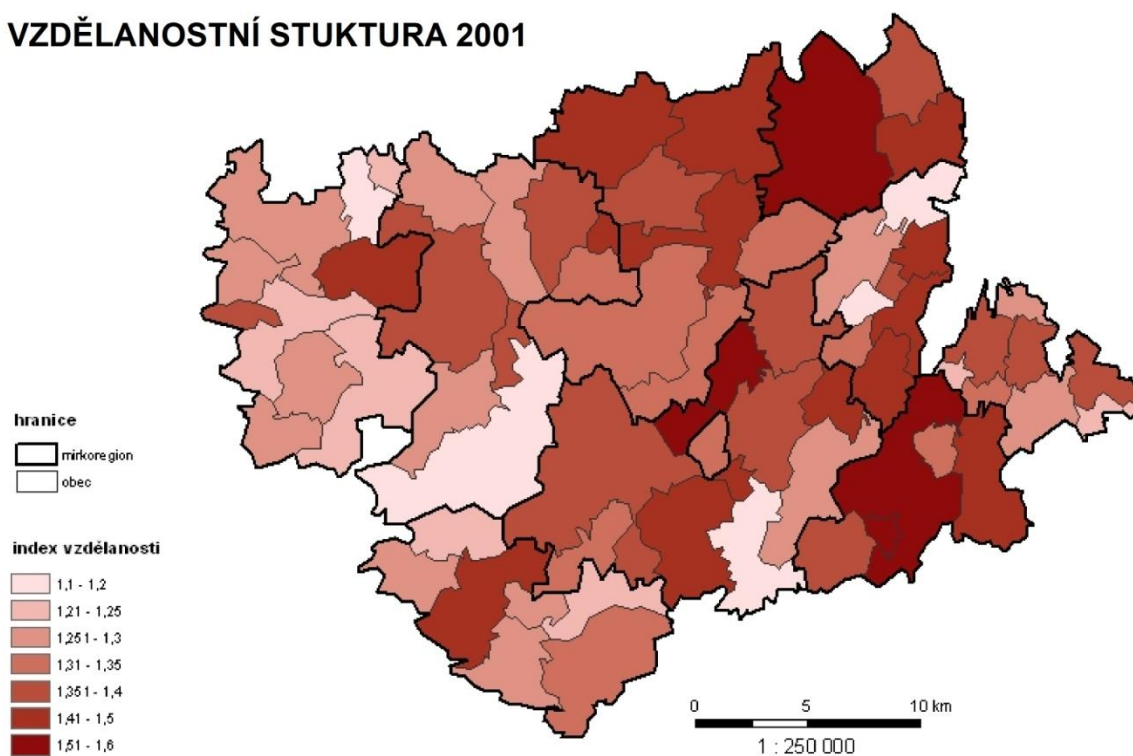 VZDĚLANOSTNÍ STUKTURA 2001
hranice
mirkoregion
obec
index vzdělanosti
1,1 - 1,2
1,21 - 1,25
1,251 - 1,3
1,31 - 1,35
1,351 - 1,4
1,41 - 1,5
1,51 - 1,6
0 5 10 km
1 : 250 000